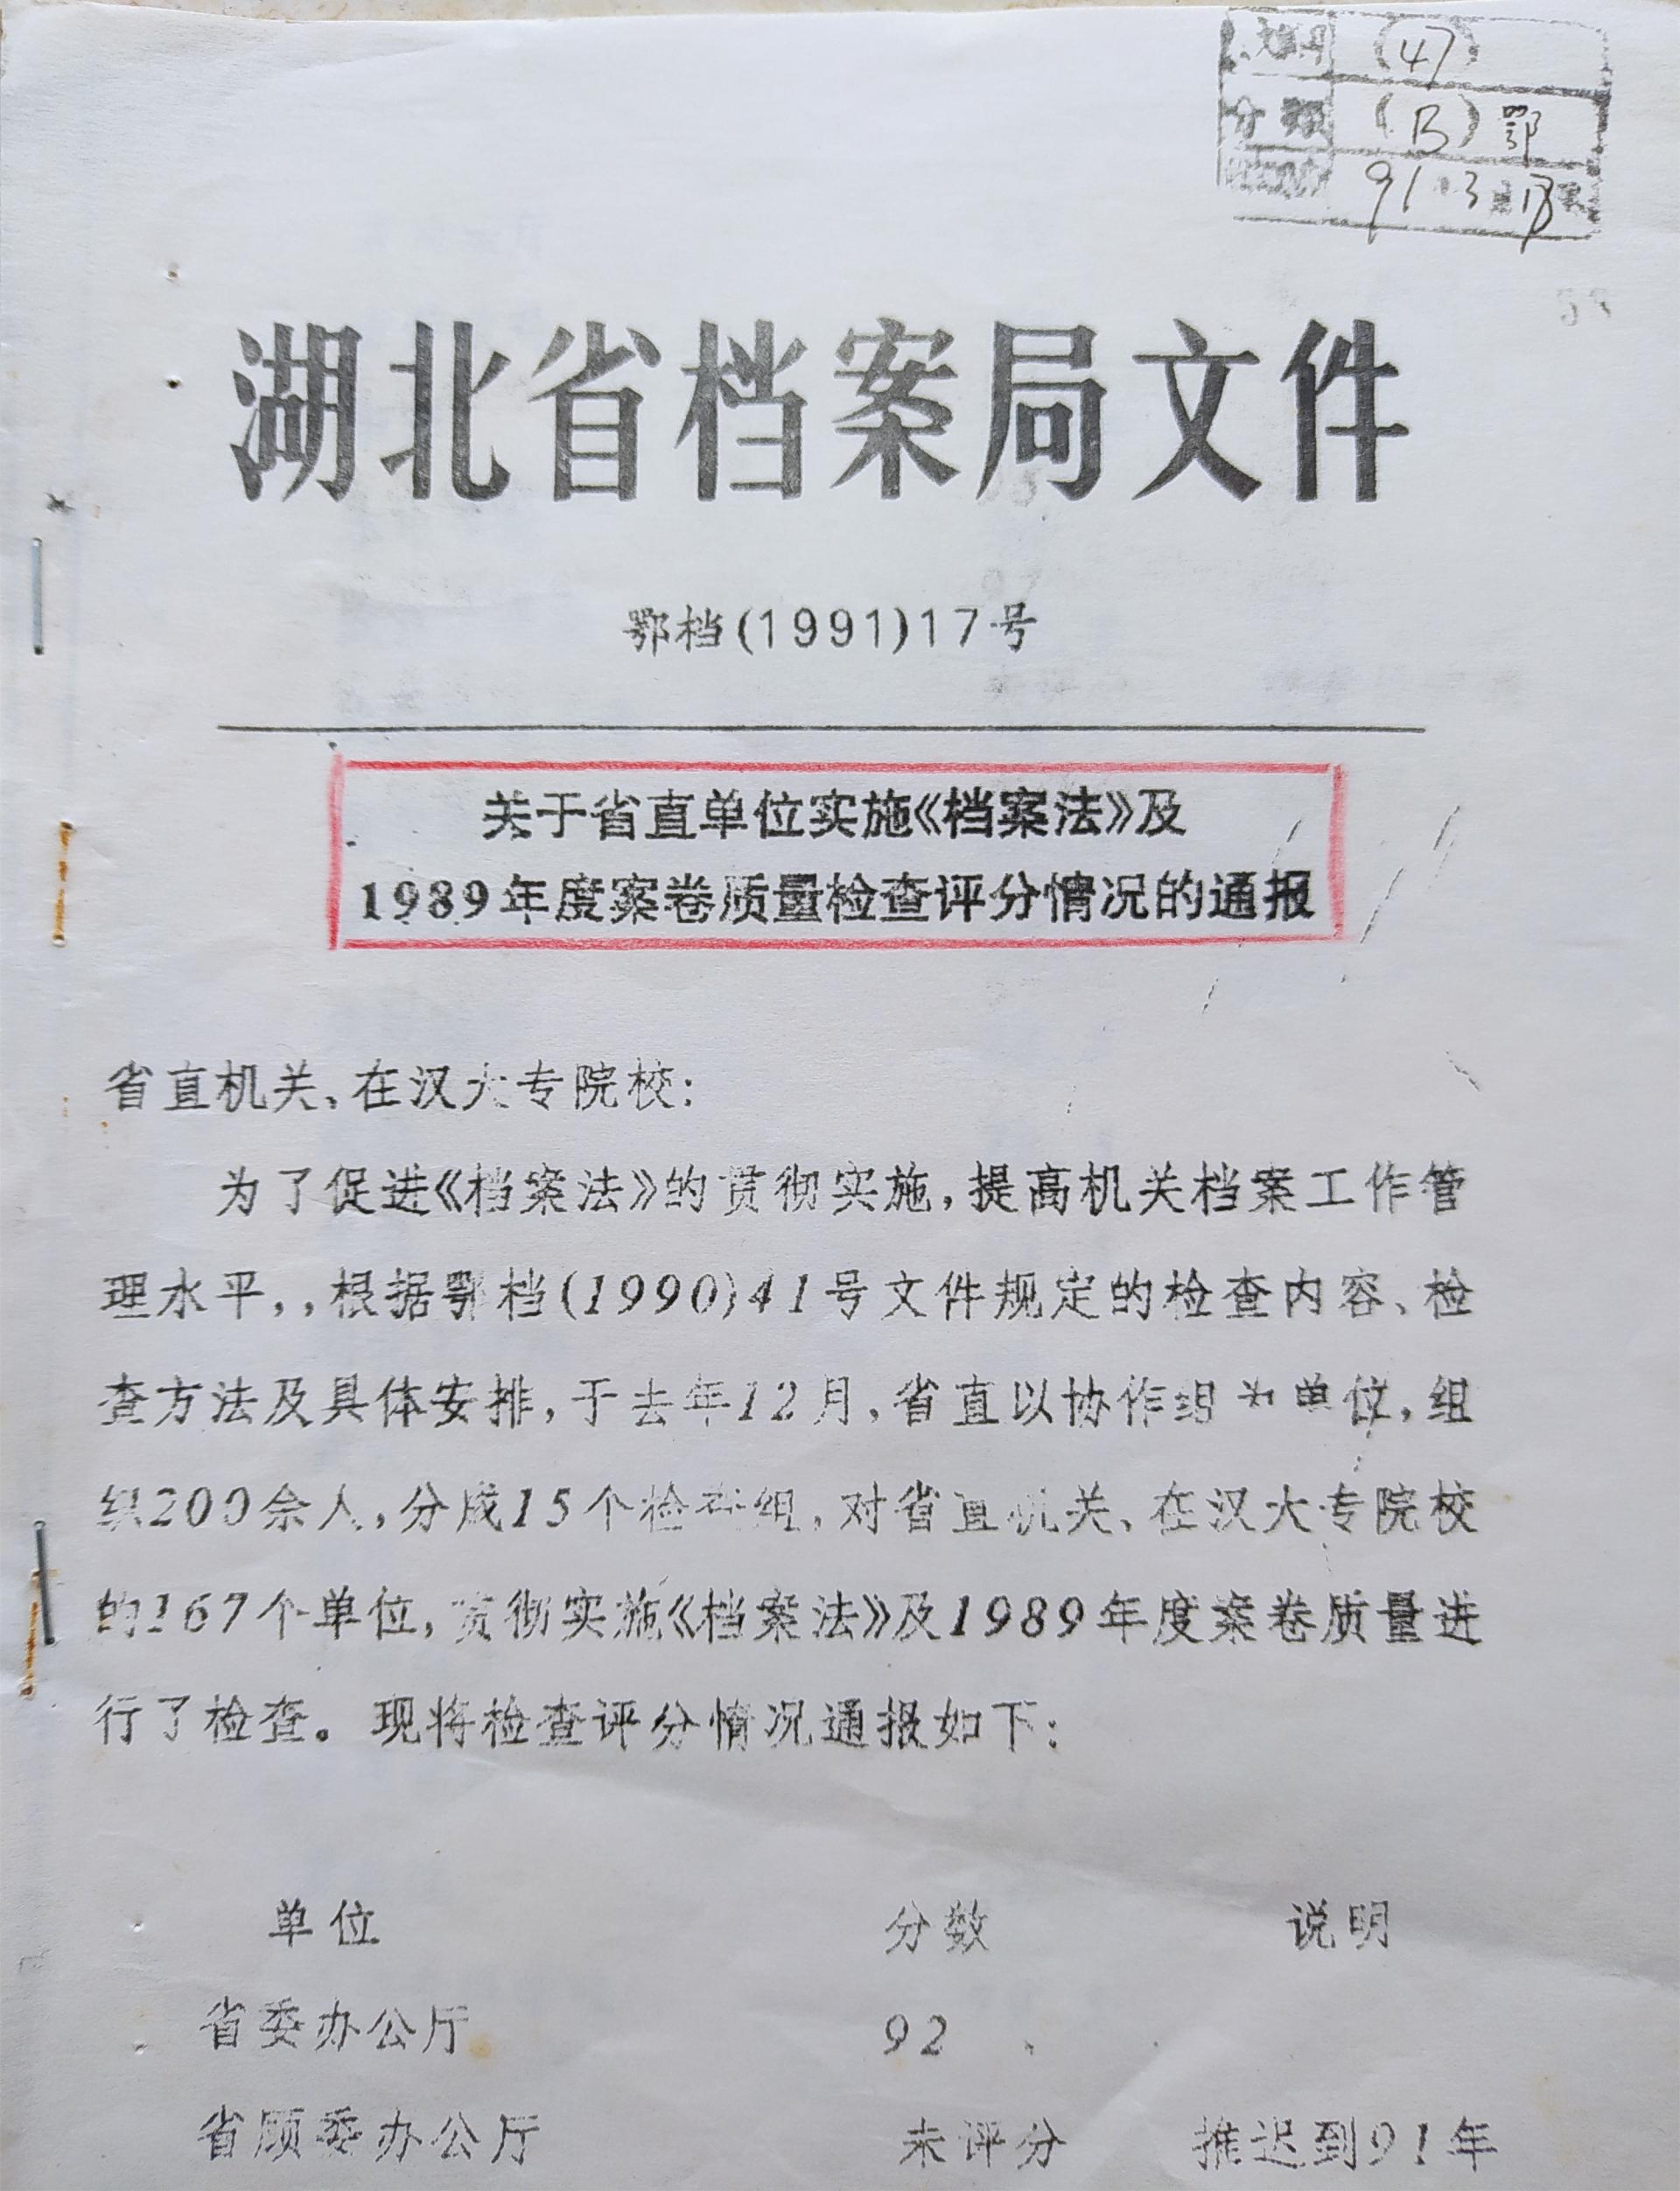 (47)
分类 (B) 鄂
91.3.
湖北省档案局文件
鄂档(1991)17号
关于省直单位实施《档案法》及
1989年度案卷质量检查评分情况的通报
省直机关、在汉大专院校:
为了促进《档案法》的贯彻实施,提高机关档案工作管
理水平,,根据鄂档(1990)41号文件规定的检查内容、检
查方法及具体安排,于去年12月,省直以协作组为单位,组
织200余人,分成15个检查组,对省直机关、在汉大专院校
的167个单位,贯彻实施《档案法》及1989年度案卷质量进
行了检查。现将检查评分情况通报如下:
单位 分数 说明
省委办公厅 92
省顾委办公厅 未评分 推迟到91年